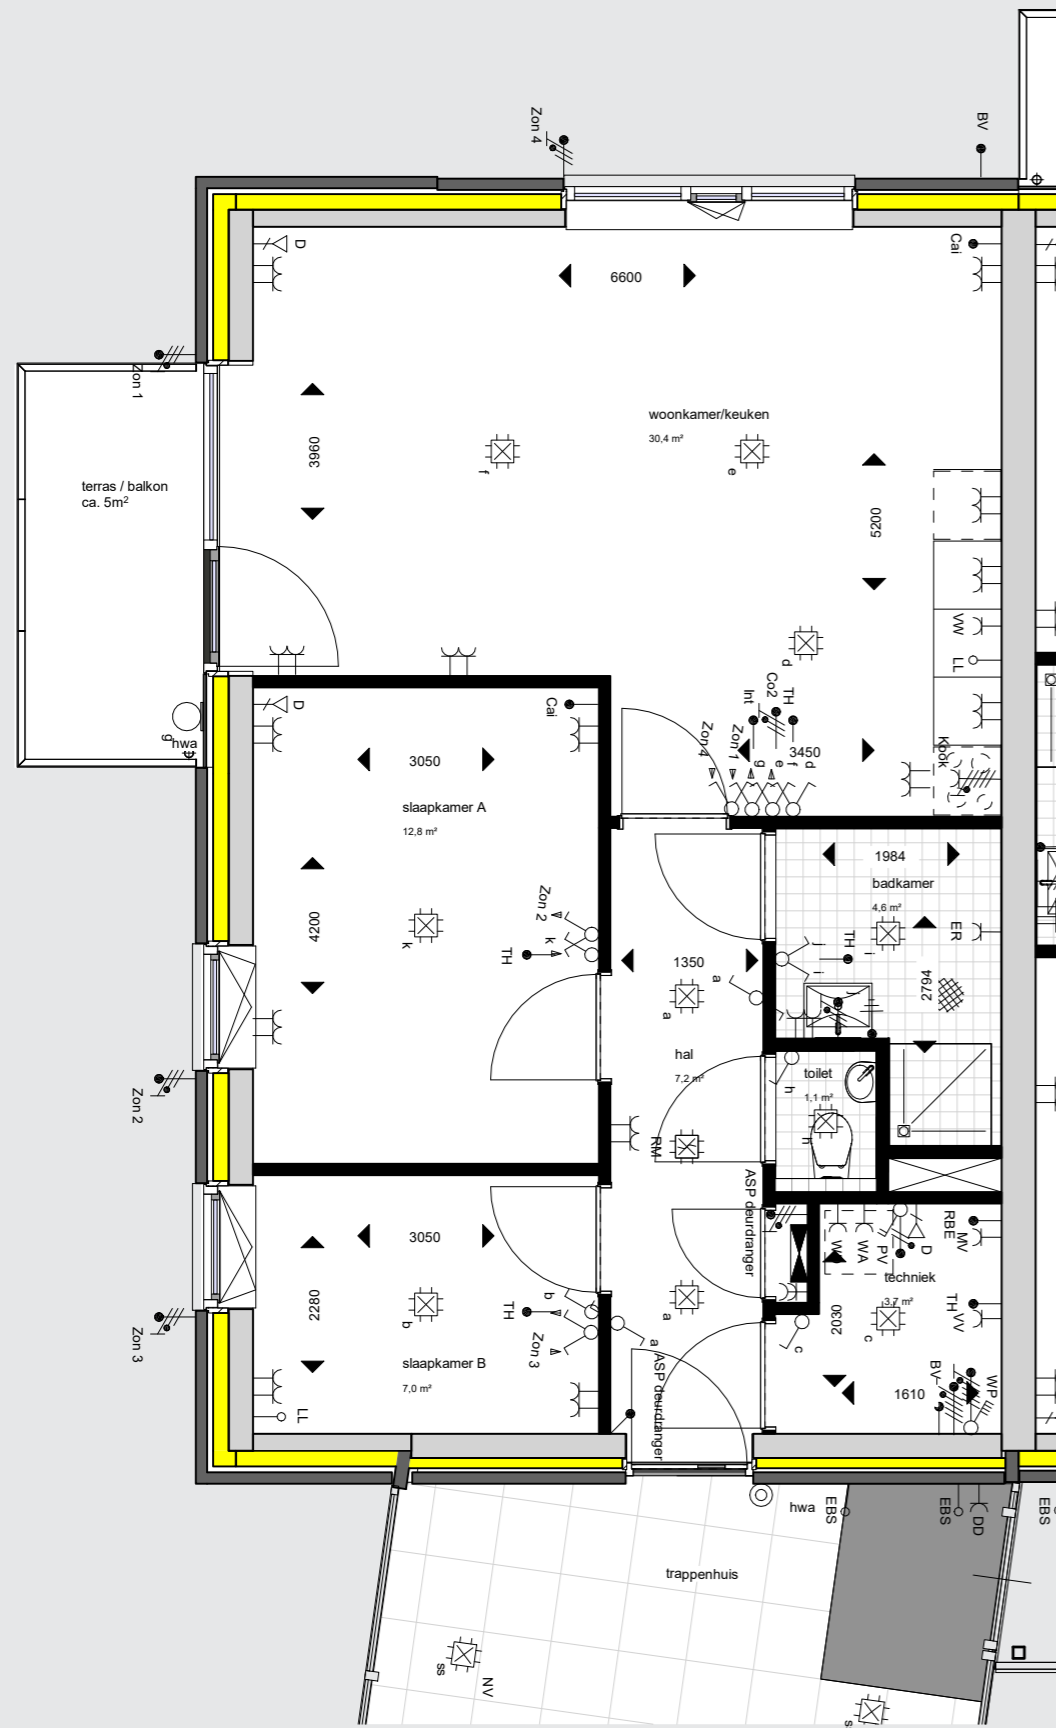 Zon 4
BV
D
Cai
6600
Zon 1
3960
woonkamer/keuken
30,4 m²
f
e
terras / balkon
ca. 5m²
5200
VW
LL
d
TH
Co2
Int
hwa
g
D
Cai
3050
Zon 4
Zon 1
g
e
f
d
3450
Kook
slaapkamer A
12,8 m²
1984
badkamer
4,6 m²
4200
k
Zon 2
k
TH
1350
a
a
j
i
TH
ER
2794
j
hal
7,2 m²
toilet
1,1 m²
h
h
Zon 2
RM
ASP deurdranger
WA
PV
D
RBE
MV
techniek
3,7 m²
3050
2280
b
TH
b
Zon 3
a
a
c
2030
c
TH
VV
Zon 3
slaapkamer B
7,0 m²
LL
ASP deurdranger
1610
BV
WP
hwa
EBS
EBS
DD
EBS
trappenhuis
ss
NV